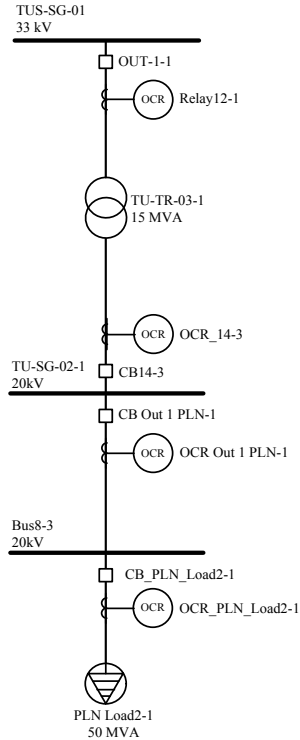 TUS-SG-01
33 kV
OUT-1-1
OCR
Relay12-1
TU-TR-03-1
15 MVA
OCR
OCR_14-3
TU-SG-02-1
CB14-3
20kV
CB Out 1 PLN-1
OCR
OCR Out 1 PLN-1
Bus8-3
20kV
CB_PLN_Load2-1
OCR
OCR_PLN_Load2-1
PLN Load2-1
50 MVA